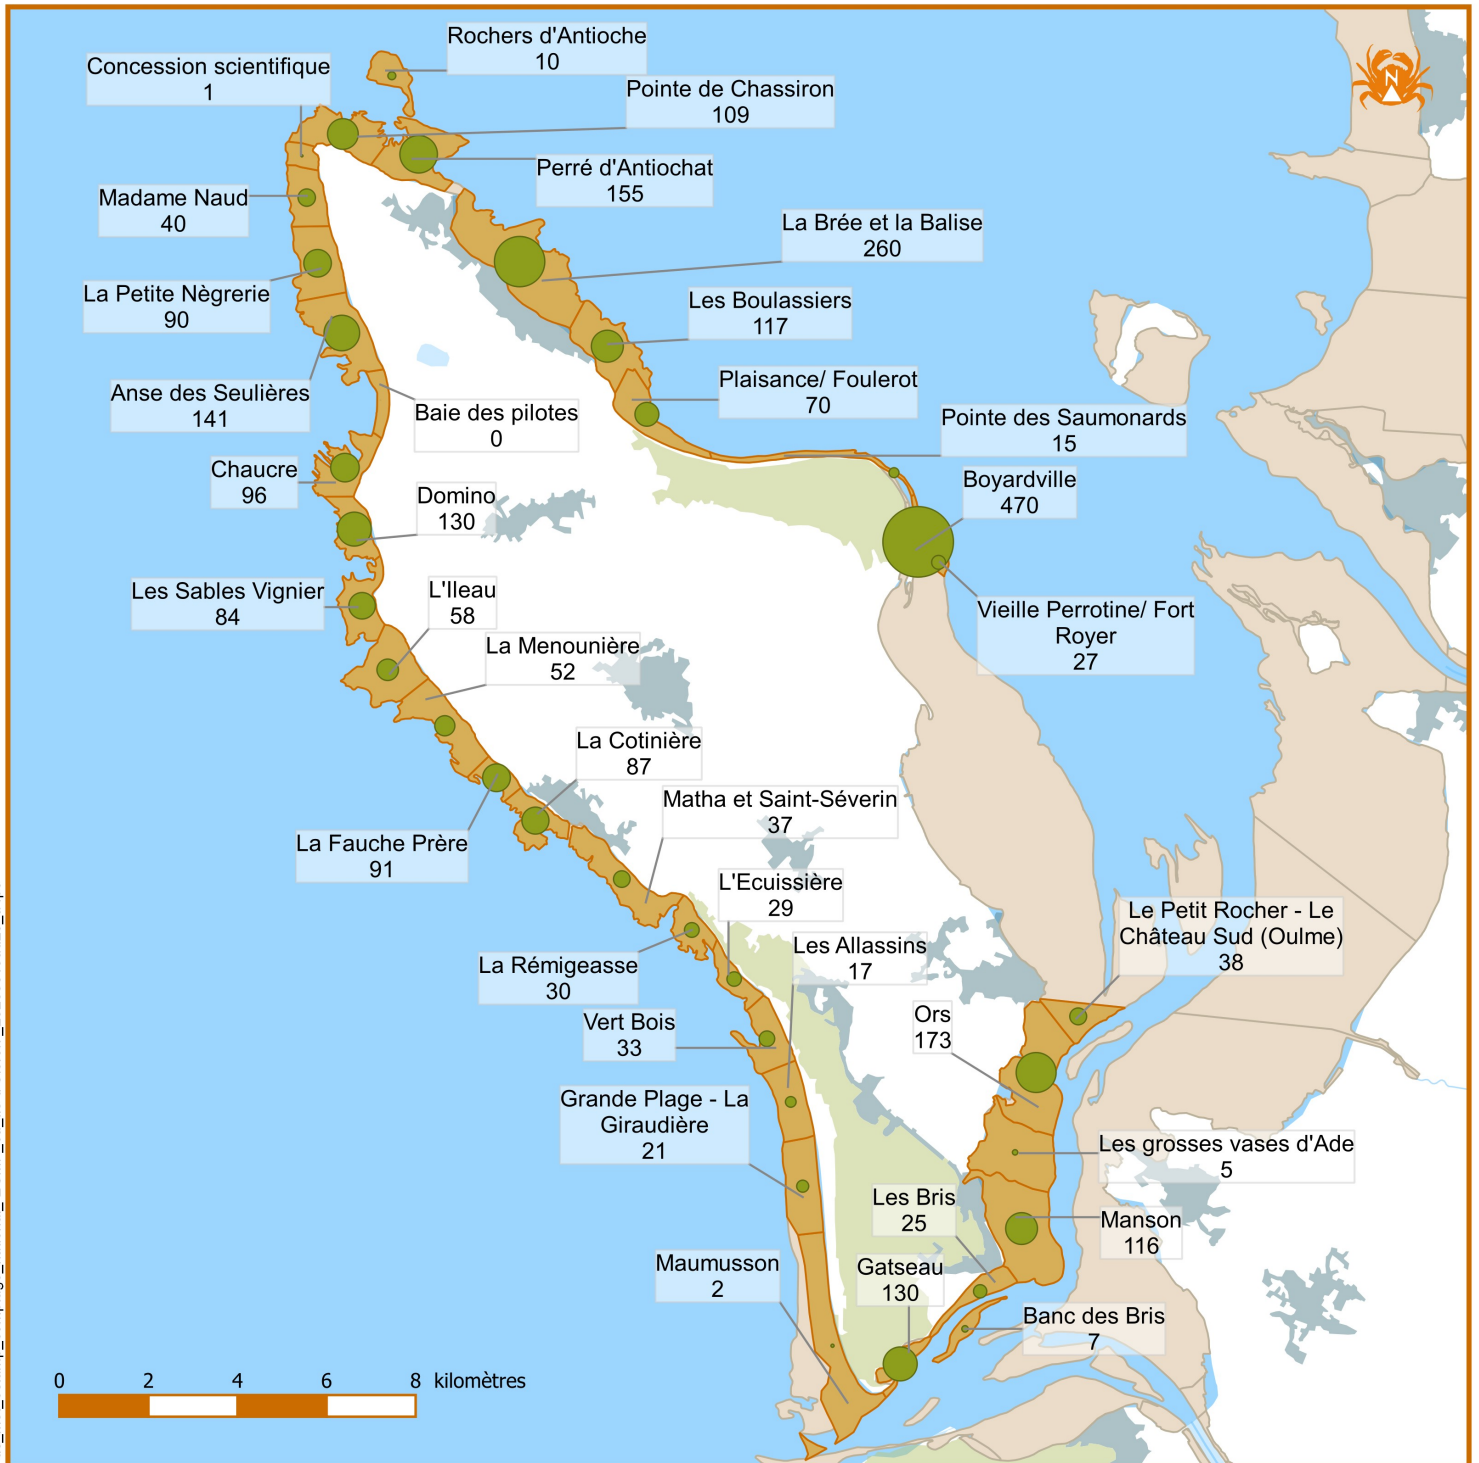 Rochers d'Antioche
10
Concession scientifique
1
Pointe de Chassiron
109
N
Perré d'Antiochat
155
Madame Naud
40
La Brée et la Balise
260
La Petite Nègrerie
90
Les Boulassiers
117
Anse des Seulières
141
Plaisance/ Foulerot
70
Baie des pilotes
0
Pointe des Saumonards
15
Chaucre
96
Domino
130
Boyardville
470
Les Sables Vignier
84
L'Ileau
58
Vieille Perrotine/ Fort
Royer
27
La Menounière
52
La Cotinière
87
Matha et Saint-Séverin
37
La Fauche Prère
91
L'Ecuissière
29
Le Petit Rocher - Le
Château Sud (Oulme)
38
Les Allassins
17
La Rémigeasse
30
Vert Bois
33
Ors
173
Grande Plage - La
Giraudière
21
Les grosses vases d'Ade
5
Les Bris
25
Manson
116
Maumusson
2
Gatseau
130
Banc des Bris
7
0 2 4 6 8 kilomètres